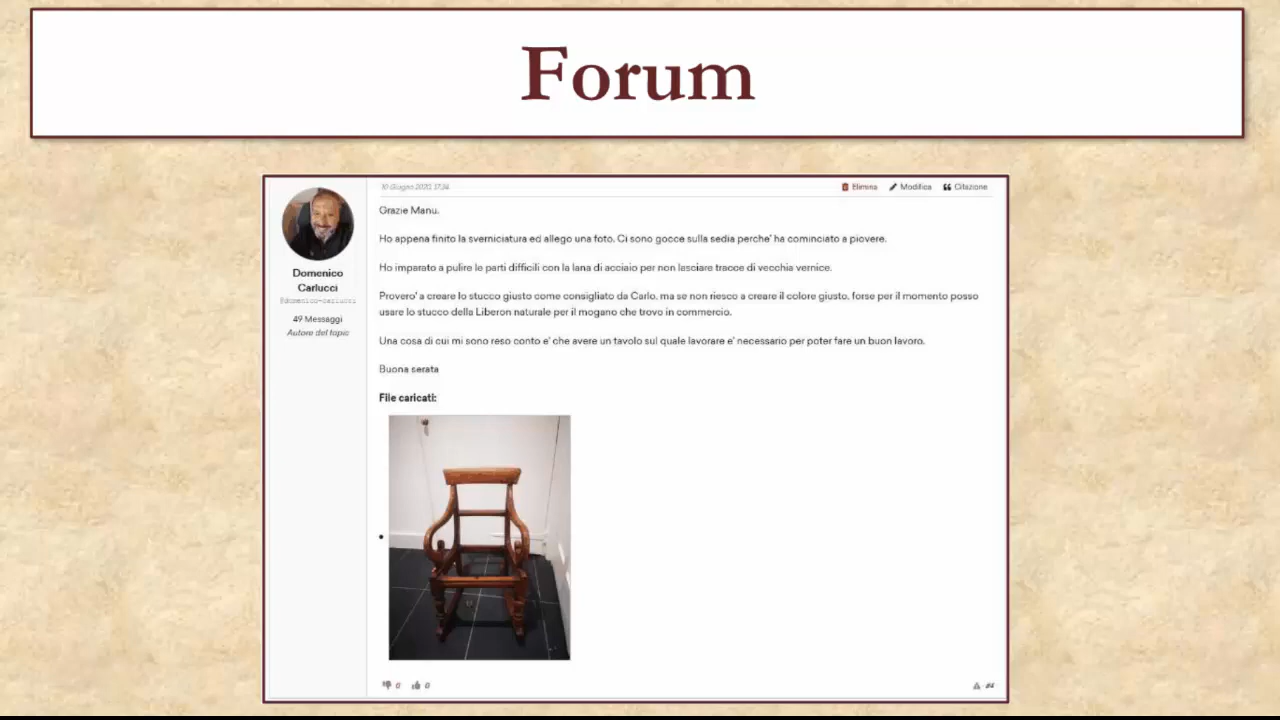 Forum
10 Giugno 2020, 17:34
Elimina Modifica Citazione
Domenico
Carlucci
@domenico-carlucci
49 Messaggi
Autore del topic
Grazie Manu.
Ho appena finito la sverniciatura ed allego una foto. Ci sono gocce sulla sedia perche' ha cominciato a piovere.
Ho imparato a pulire le parti difficili con la lana di acciaio per non lasciare tracce di vecchia vernice.
Provero' a creare lo stucco giusto come consigliato da Carlo, ma se non riesco a creare il colore giusto, forse per il momento posso
usare lo stucco della Liberon naturale per il mogano che trovo in commercio.
Una cosa di cui mi sono reso conto e' che avere un tavolo sul quale lavorare e' necessario per poter fare un buon lavoro.
Buona serata
File caricati:
0 0